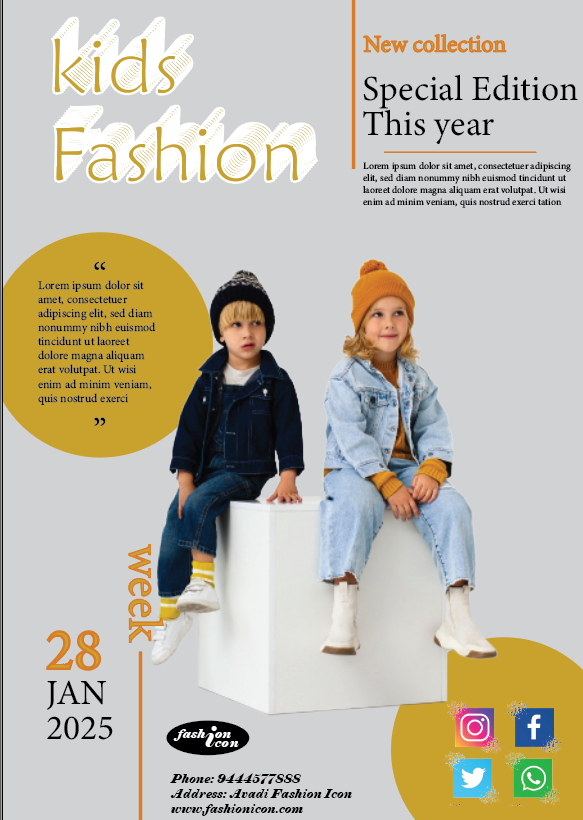 kids
Fashion
New collection
Special Edition
This year
Lorem ipsum dolor sit amet, consectetuer adipiscing
elit, sed diam nonummy nibh euismod tincidunt ut
laoreet dolore magna aliquam erat volutpat. Ut wisi
enim ad minim veniam, quis nostrud exerci tation
“
Lorem ipsum dolor sit
amet, consectetuer
adipiscing elit, sed diam
nonummy nibh euismod
tincidunt ut laoreet
dolore magna aliquam
erat volutpat. Ut wisi
enim ad minim veniam,
quis nostrud exerci
”
week
28
JAN
2025
fashion
icon
Phone: 9444577888
Address: Avadi Fashion Icon
www.fashionicon.com